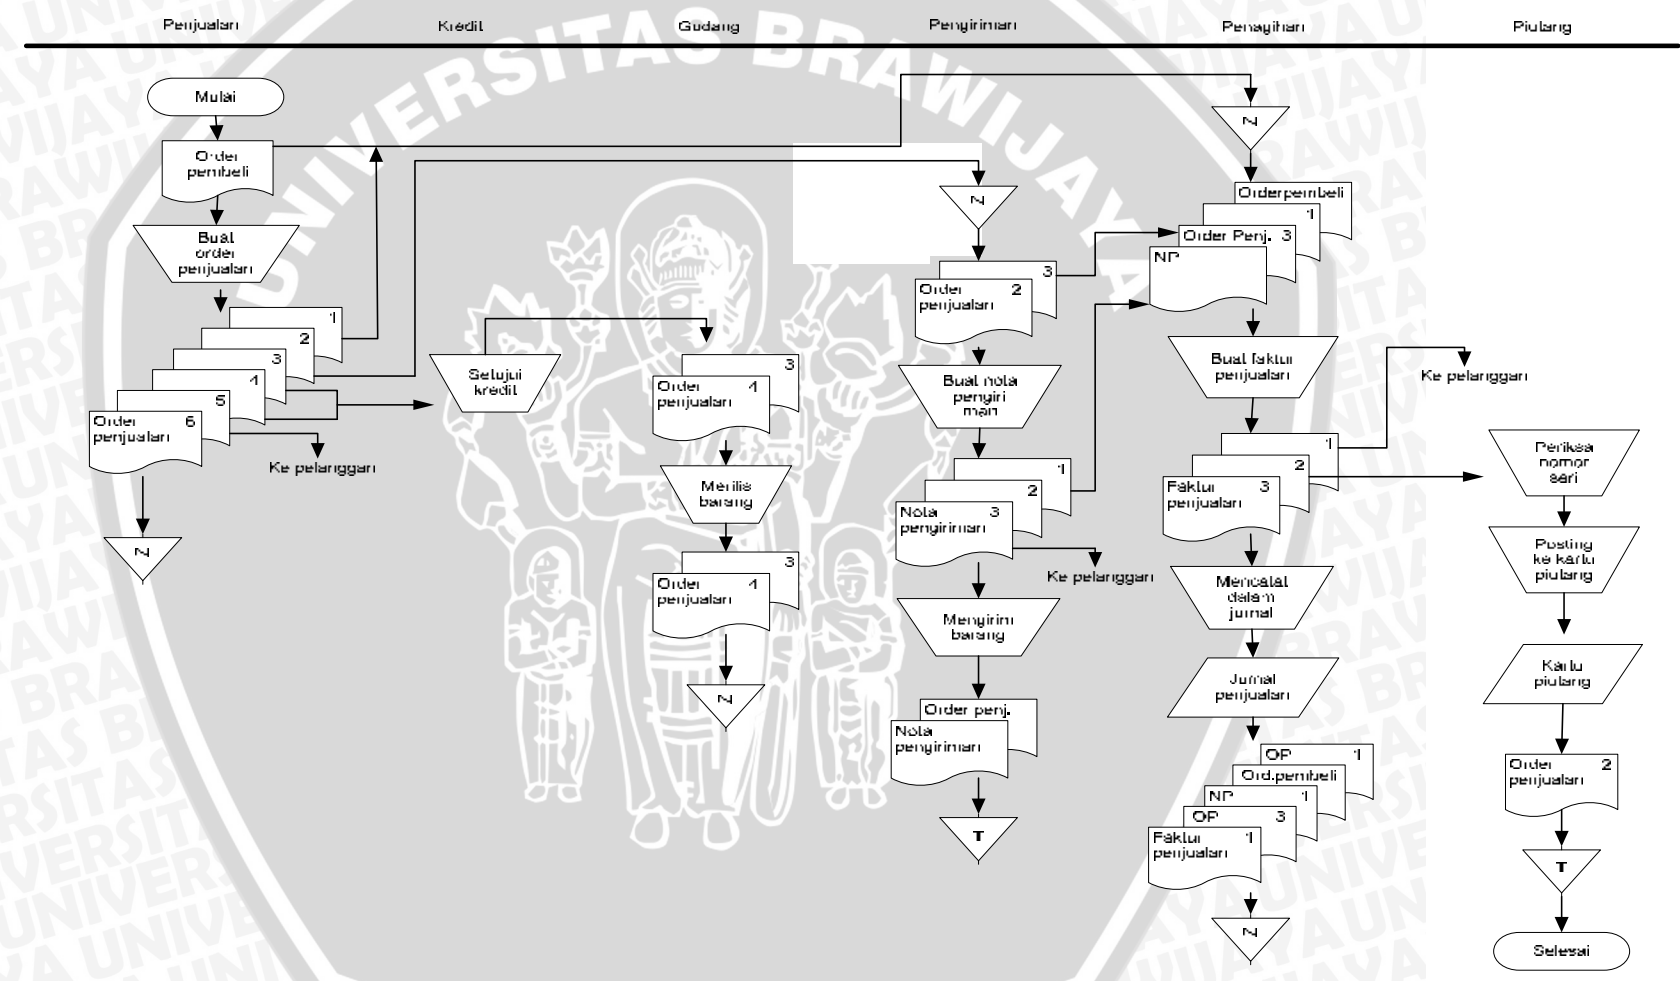 Penjualan
Kredit
Gudang
Pengiriman
Penagihan
Piutang
UNIVERSITAS BRAWIJAYA
Mulai
Order
pembeli
Buat
order
penjualan
1
2
3
4
5
Order 6
penjualan
Ke pelanggan
N
Setujui
kredit
3
Order 4
penjualan
Merilis
barang
3
Order 4
penjualan
N
N
3
Order 2
penjualan
Buat nota
pengiri
man
1
2
Nota 3
pengiriman
Ke pelanggan
Mengirim
barang
Order penj.
Nota
pengiriman
T
N
Orderpembeli
1
Order Penj. 3
NP
Buat faktur
penjualan
Ke pelanggan
1
2
Faktur 3
penjualan
Mencatat
dalam
jurnal
Jurnal
penjualan
OP 1
Ord.pembeli
NP 1
OP 3
Faktur 1
penjualan
N
Periksa
nomor
seri
Posting
ke kartu
piutang
Kartu
piutang
Order 2
penjualan
T
Selesai